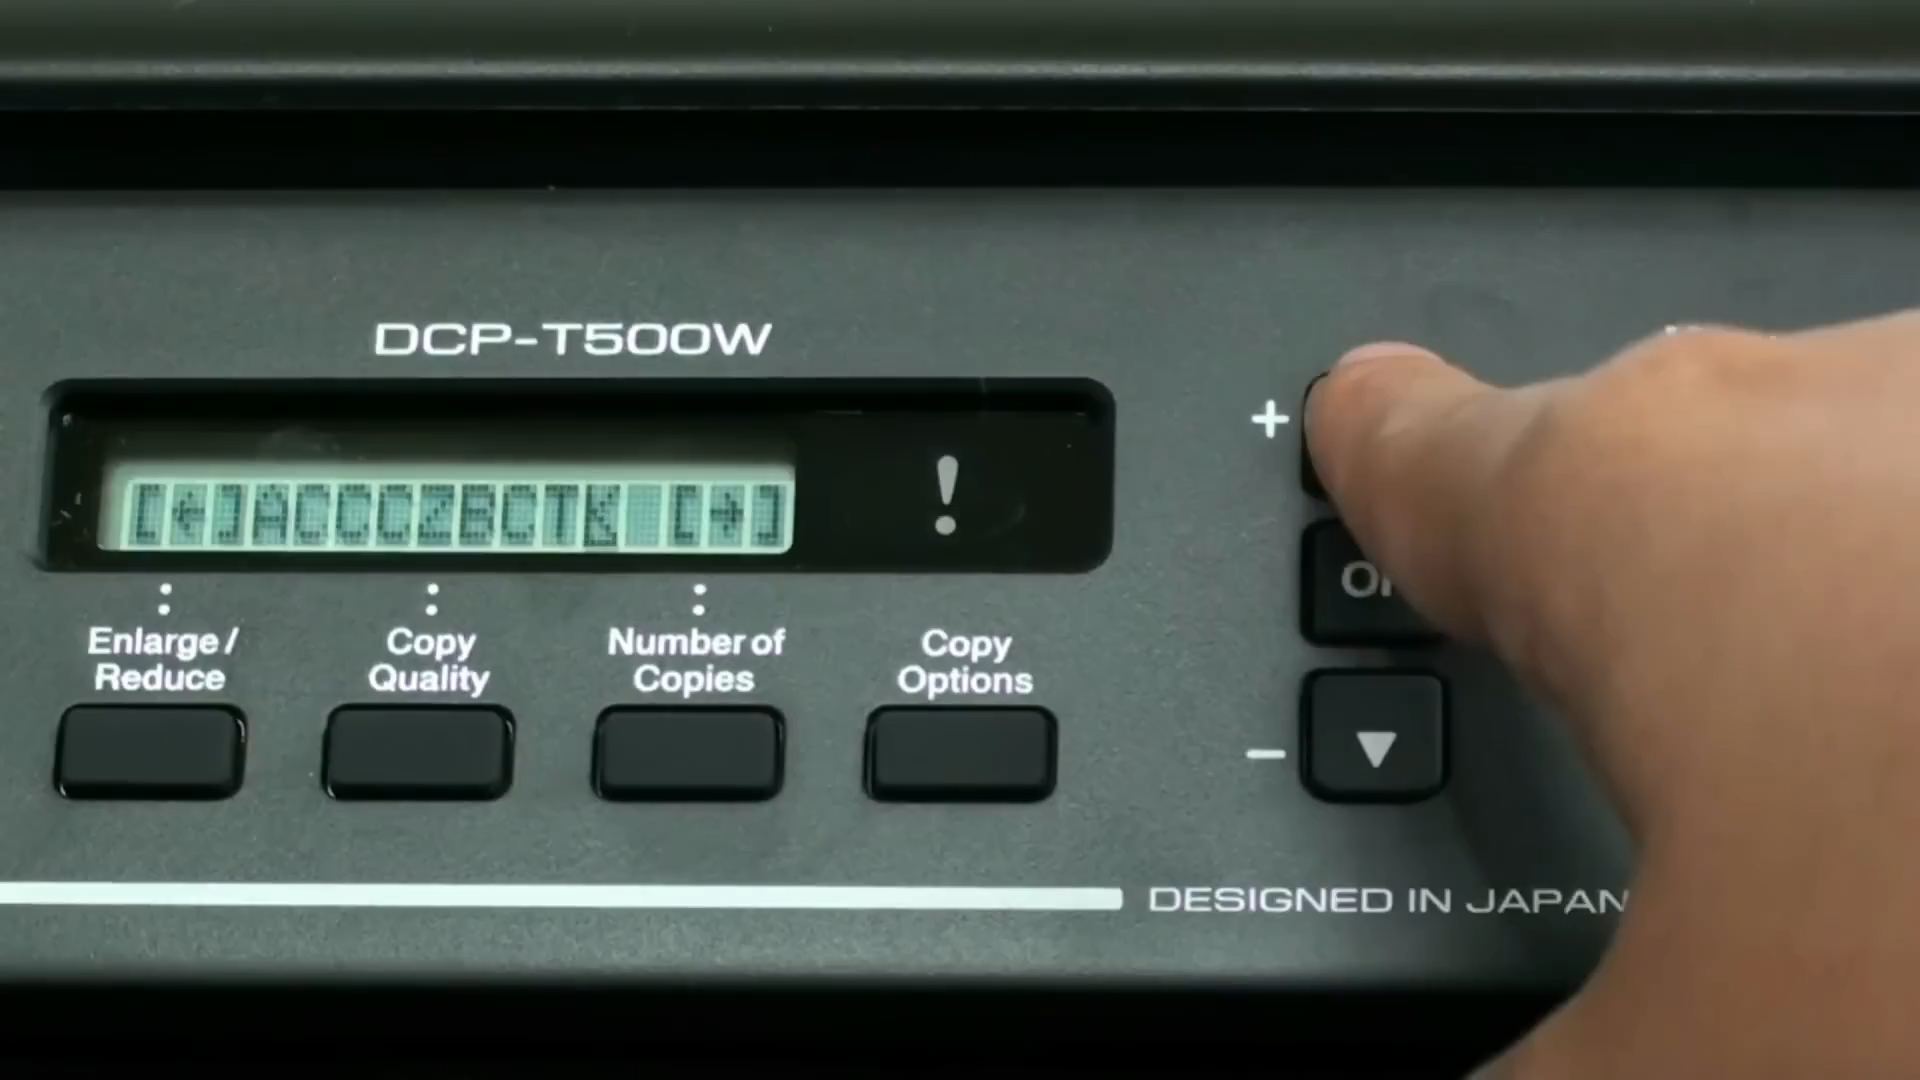 DCP-T500W
[←]ACCCZBCTK [→]
!
+
Enlarge /
Reduce
Copy
Quality
Number of
Copies
Copy
Options
−
DESIGNED IN JAPAN